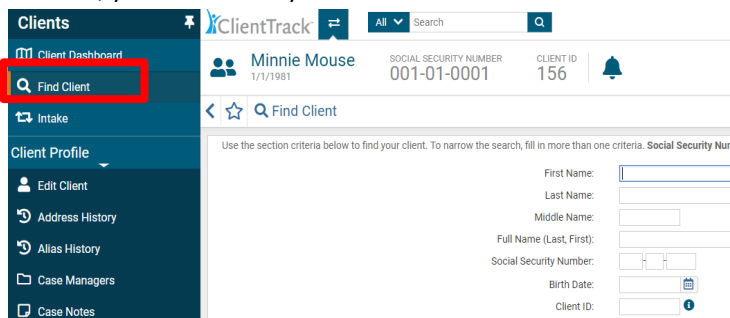 Clients
ClientTrack
All
Search
Client Dashboard
Find Client
Intake
Client Profile
Edit Client
Address History
Alias History
Case Managers
Case Notes
Minnie Mouse
1/1/1981
SOCIAL SECURITY NUMBER
001-01-0001
CLIENT ID
156
Find Client
Use the section criteria below to find your client. To narrow the search, fill in more than one criteria. Social Security Nu
First Name:
Last Name:
Middle Name:
Full Name (Last, First):
Social Security Number:
Birth Date:
Client ID: